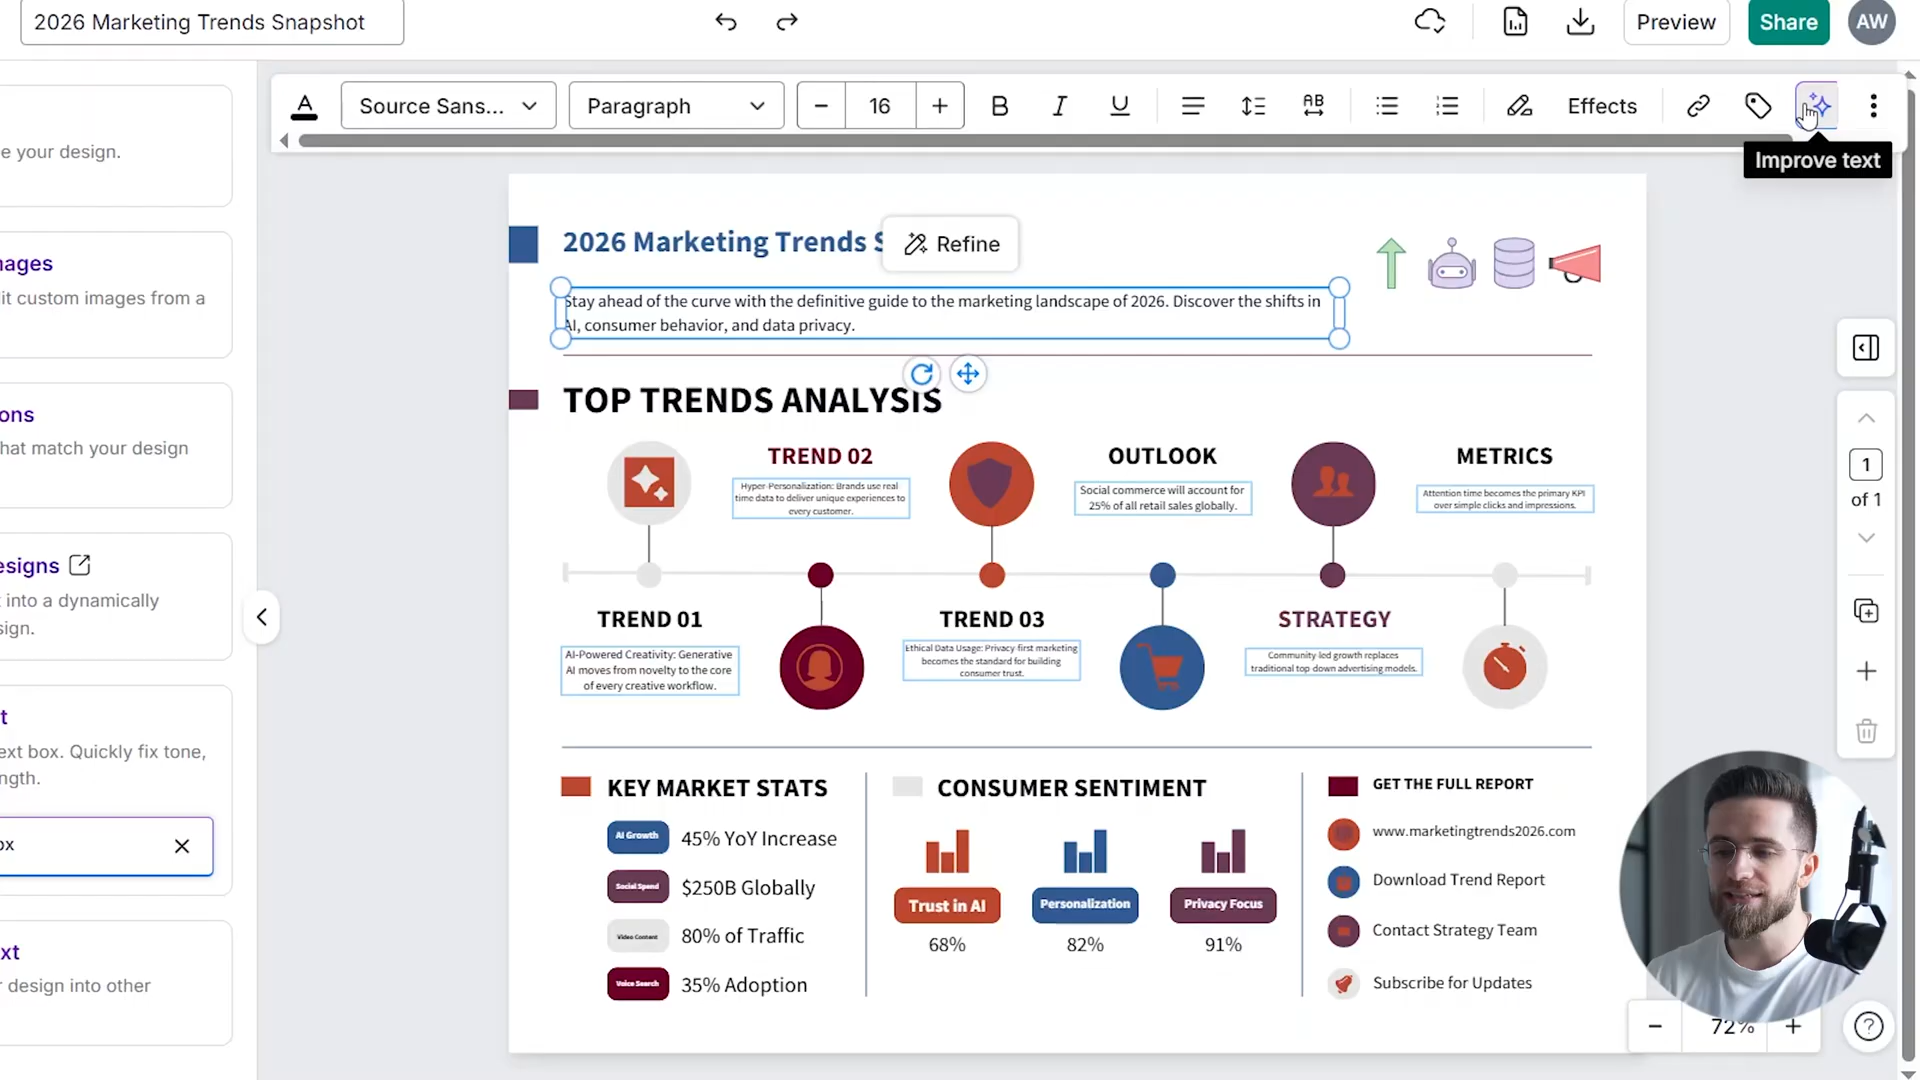 2026 Marketing Trends Snapshot
Preview
Share
AW
Source Sans...
Paragraph
16
B
I
U
AB
Effects
Improve text
e your design.
nages
it custom images from a
ons
hat match your design
esigns
t into a dynamically
sign.
t
ext box. Quickly fix tone,
ngth.
ox
xt
r design into other
2026 Marketing Trends S
Refine
Stay ahead of the curve with the definitive guide to the marketing landscape of 2026. Discover the shifts in
AI, consumer behavior, and data privacy.
TOP TRENDS ANALYSIS
TREND 02
Hyper-Personalization: Brands use real
time data to deliver unique experiences to
every customer.
OUTLOOK
Social commerce will account for
25% of all retail sales globally.
METRICS
Attention time becomes the primary KPI
over simple clicks and impressions.
TREND 01
AI-Powered Creativity: Generative
AI moves from novelty to the core
of every creative workflow.
TREND 03
Ethical Data Usage: Privacy first marketing
becomes the standard for building
consumer trust.
STRATEGY
Community-led growth replaces
traditional top down advertising models.
KEY MARKET STATS
AI Growth
45% YoY Increase
Social Spend
$250B Globally
Video Content
80% of Traffic
Voice Search
35% Adoption
CONSUMER SENTIMENT
Trust in AI
68%
Personalization
82%
Privacy Focus
91%
GET THE FULL REPORT
www.marketingtrends2026.com
Download Trend Report
Contact Strategy Team
Subscribe for Updates
1
of 1
72%